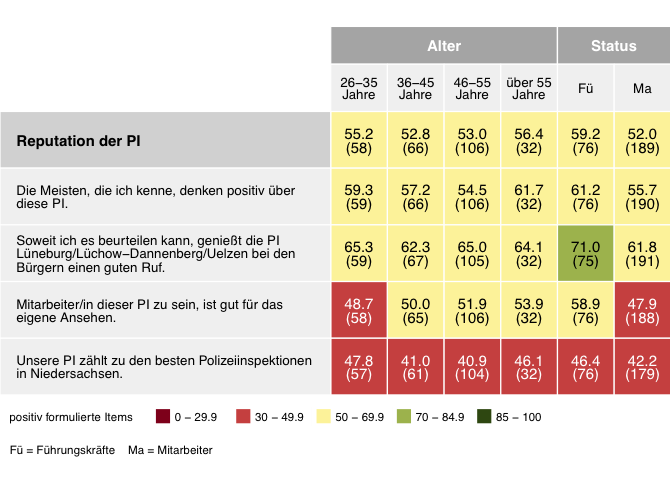 Alter Status
26–35 Jahre 36–45 Jahre 46–55 Jahre über 55 Jahre Fü Ma
Reputation der PI 55.2 (58) 52.8 (66) 53.0 (106) 56.4 (32) 59.2 (76) 52.0 (189)
Die Meisten, die ich kenne, denken positiv über
diese PI.
59.3 (59) 57.2 (66) 54.5 (106) 61.7 (32) 61.2 (76) 55.7 (190)
Soweit ich es beurteilen kann, genießt die PI
Lüneburg/Lüchow–Dannenberg/Uelzen bei den
Bürgern einen guten Ruf.
65.3 (59) 62.3 (67) 65.0 (105) 64.1 (32) 71.0 (75) 61.8 (191)
Mitarbeiter/in dieser PI zu sein, ist gut für das
eigene Ansehen.
48.7 (58) 50.0 (65) 51.9 (106) 53.9 (32) 58.9 (76) 47.9 (188)
Unsere PI zählt zu den besten Polizeiinspektionen
in Niedersachsen.
47.8 (57) 41.0 (61) 40.9 (104) 46.1 (32) 46.4 (76) 42.2 (179)
positiv formulierte Items 0 – 29.9 30 – 49.9 50 – 69.9 70 – 84.9 85 – 100
Fü = Führungskräfte Ma = Mitarbeiter